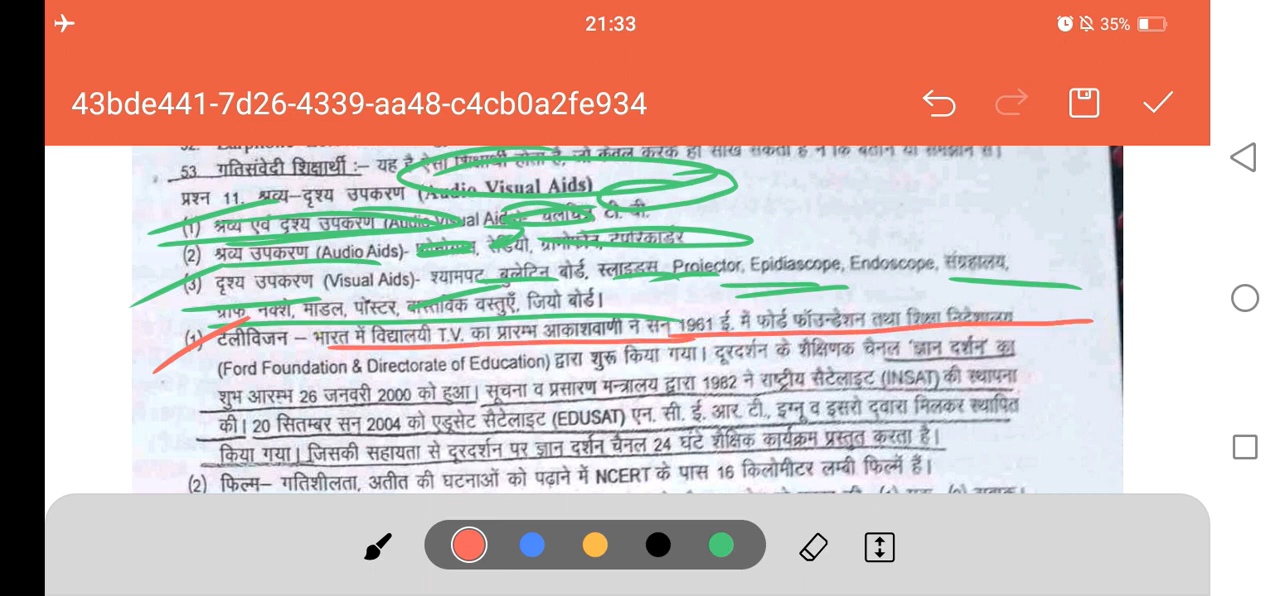 21:33
35%
43bde441-7d26-4339-aa48-c4cb0a2fe934
53. गतिसंवेदी शिक्षार्थी :– यह है ऐसा शिक्षार्थी होता है, जो केवल करके ही सीख सकता है न कि बताने या समझाने से।
प्रश्न 11. श्रव्य–दृश्य उपकरण (Audio Visual Aids)
(1) श्रव्य एवं दृश्य उपकरण (Audio Visual Aids)- चलचित्र टी. वी.
(2) श्रव्य उपकरण (Audio Aids)- रेडियो, ग्रामोफोन, टेपरिकार्डर
(3) दृश्य उपकरण (Visual Aids)- श्यामपट, बुलेटिन बोर्ड, स्लाइडस, Projector, Epidiascope, Endoscope, संग्रहालय,
ग्राफ, नक्शे, माडल, पोस्टर, वास्तविक वस्तुएँ, जियो बोर्ड।
(1) टेलीविजन – भारत में विद्यालयी T.V. का प्रारम्भ आकाशवाणी ने सन् 1961 ई. में फोर्ड फॉउन्डेशन तथा शिक्षा निदेशालय
(Ford Foundation & Directorate of Education) द्वारा शुरू किया गया। दूरदर्शन के शैक्षणिक चैनल 'ज्ञान दर्शन' का
शुभ आरम्भ 26 जनवरी 2000 को हुआ। सूचना व प्रसारण मन्त्रालय द्वारा 1982 ने राष्ट्रीय सैटेलाइट (INSAT) की स्थापना
की। 20 सितम्बर सन् 2004 को एडूसेट सैटेलाइट (EDUSAT) एन. सी. ई. आर. टी., इग्नू व इसरो द्वारा मिलकर स्थापित
किया गया। जिसकी सहायता से दूरदर्शन पर ज्ञान दर्शन चैनल 24 घंटे शैक्षिक कार्यक्रम प्रस्तुत करता है।
(2) फिल्म– गतिशीलता, अतीत की घटनाओं को पढ़ाने में NCERT के पास 16 किलोमीटर लम्बी फिल्में हैं।